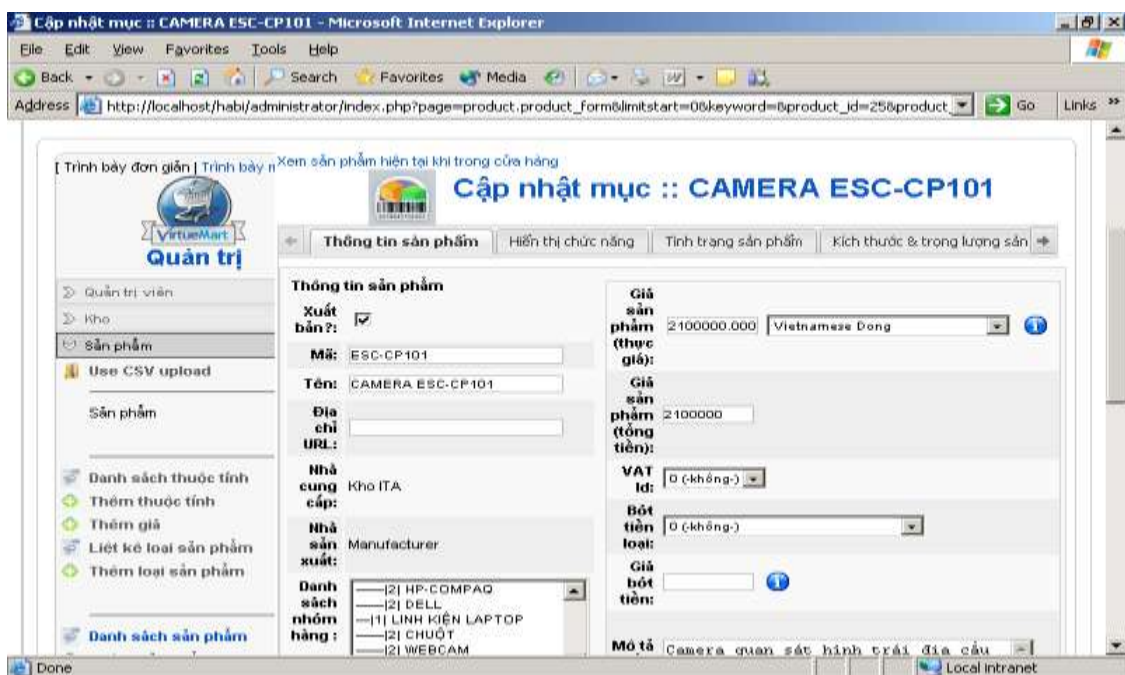 Cập nhật mục :: CAMERA ESC-CP101 - Microsoft Internet Explorer
File Edit View Favorites Tools Help
Back Search Favorites Media
Address http://localhost/habi/administrator/index.php?page=product.product_form&limitstart=0&keyword=&product_id=25&product_ Go Links »
[ Trình bày đơn giản | Trình bày n
Xem sản phẩm hiện tại khi trong cửa hàng
Cập nhật mục :: CAMERA ESC-CP101
VirtueMart
Quản trị
Thông tin sản phẩm Hiển thị chức năng Tình trạng sản phẩm Kích thước & trọng lượng sản
Quản trị viên
Kho
Sản phẩm
Use CSV upload
Sản phẩm
Danh sách thuộc tính
Thêm thuộc tính
Thêm giá
Liệt kê loại sản phẩm
Thêm loại sản phẩm
Danh sách sản phẩm
Thông tin sản phẩm
Xuất
bản?:
Mã: ESC-CP101
Tên: CAMERA ESC-CP101
Địa
chỉ
URL:
Nhà
cung Kho ITA
cấp:
Nhà
sản Manufacturer
xuất:
Danh
sách
nhóm
hàng :
——|2| HP-COMPAQ
——|2| DELL
—|1| LINH KIỆN LAPTOP
——|2| CHUỘT
——|2| WEBCAM
Giá
sản
phẩm 2100000.000 Vietnamese Dong
(thực
giá):
Giá
sản
phẩm 2100000
(tổng
tiền):
VAT 0 (-không-)
Id:
Bớt
tiền 0 (-không-)
loại:
Giá
bớt
tiền:
Mô tả Camera quan sát hình trái địa cầu
Done Local intranet